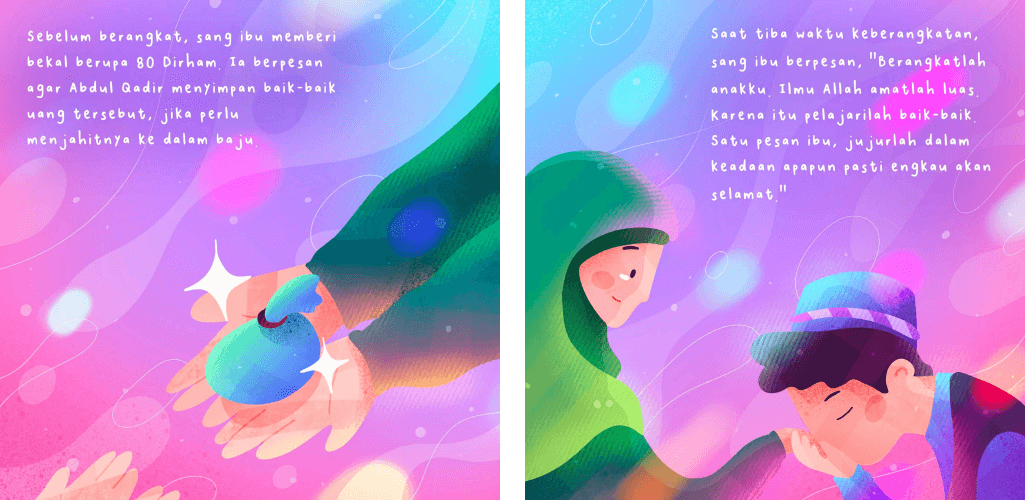 Sebelum berangkat, sang ibu memberi
bekal berupa 80 Dirham. Ia berpesan
agar Abdul Qadir menyimpan baik-baik
uang tersebut, jika perlu
menjahitnya ke dalam baju.
Saat tiba waktu keberangkatan,
sang ibu berpesan, "Berangkatlah
anakku. Ilmu Allah amatlah luas.
Karena itu pelajarilah baik-baik.
Satu pesan ibu, jujurlah dalam
keadaan apapun pasti engkau akan
selamat."